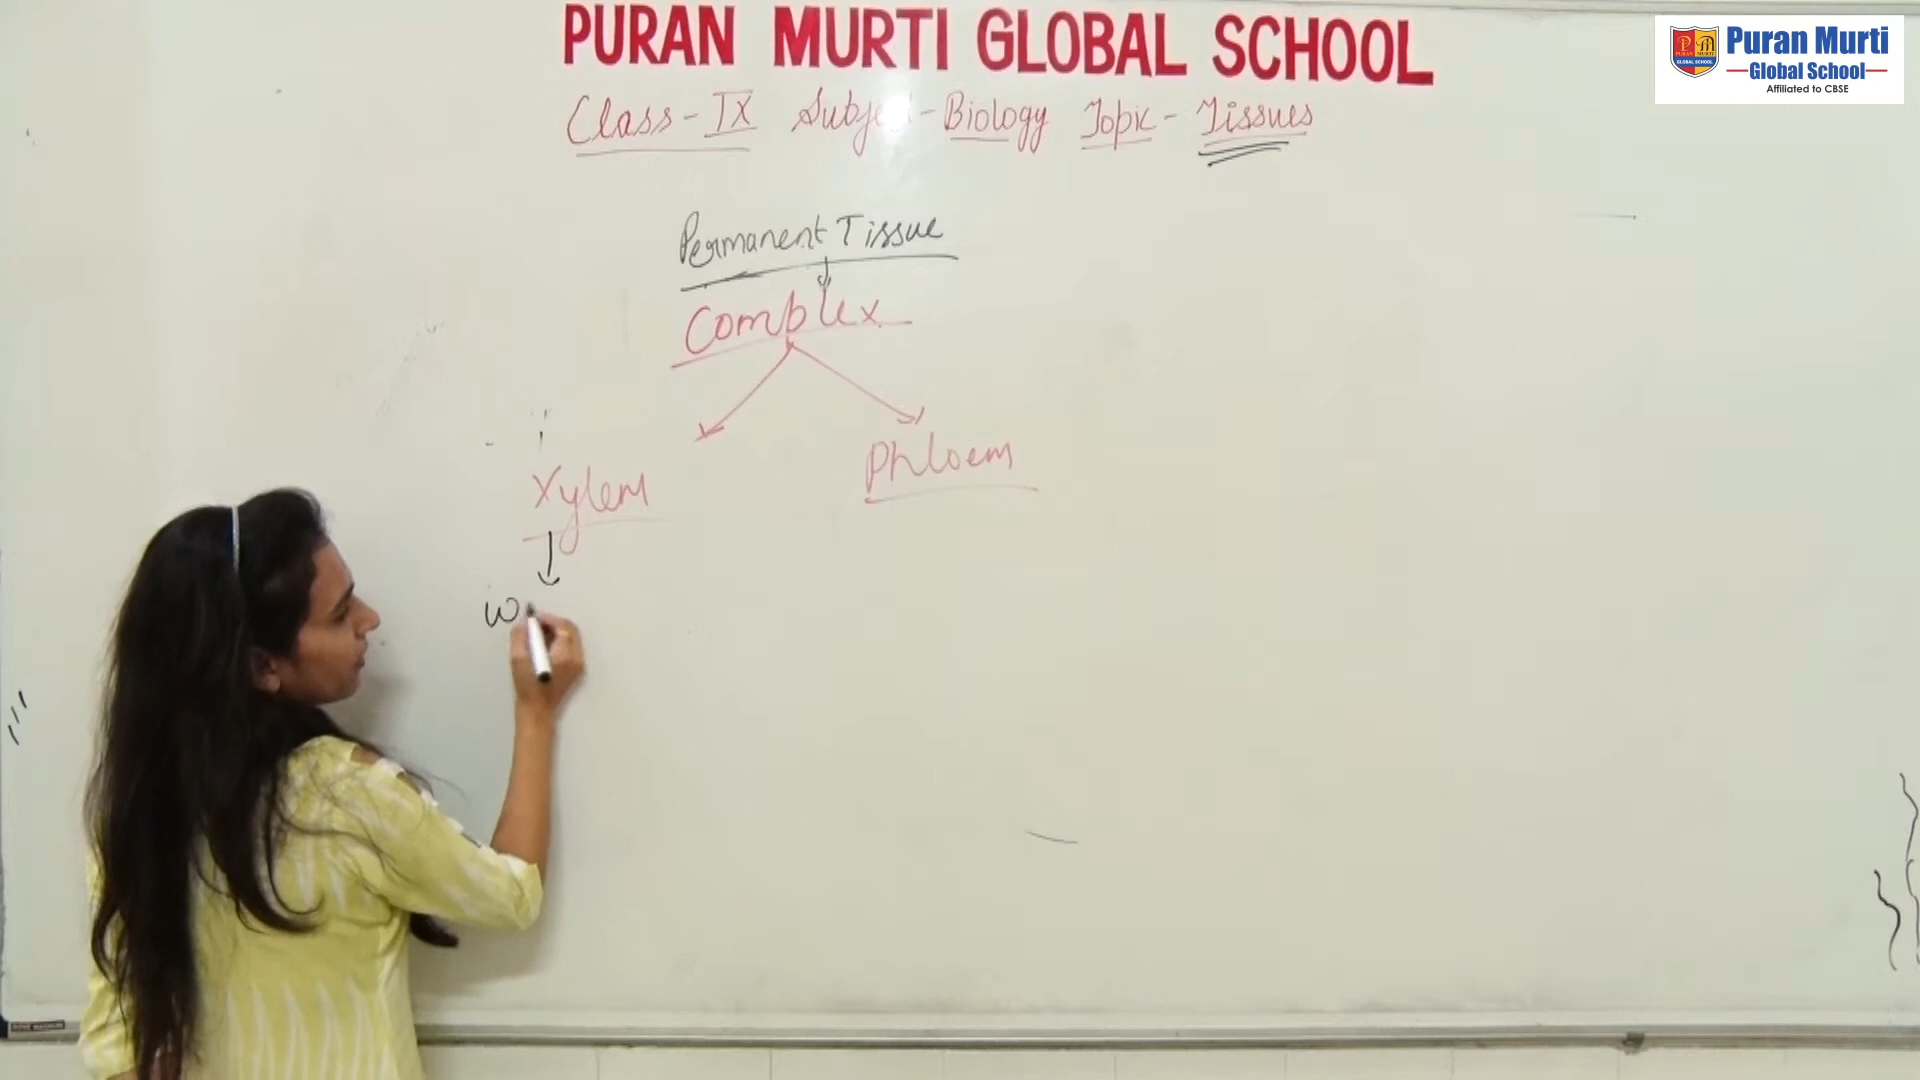 PURAN MURTI GLOBAL SCHOOL
Puran Murti
Global School
Affiliated to CBSE
Class - IX Subject - Biology Topic - Tissues
Permanent Tissue
Complex
Xylem
Phloem